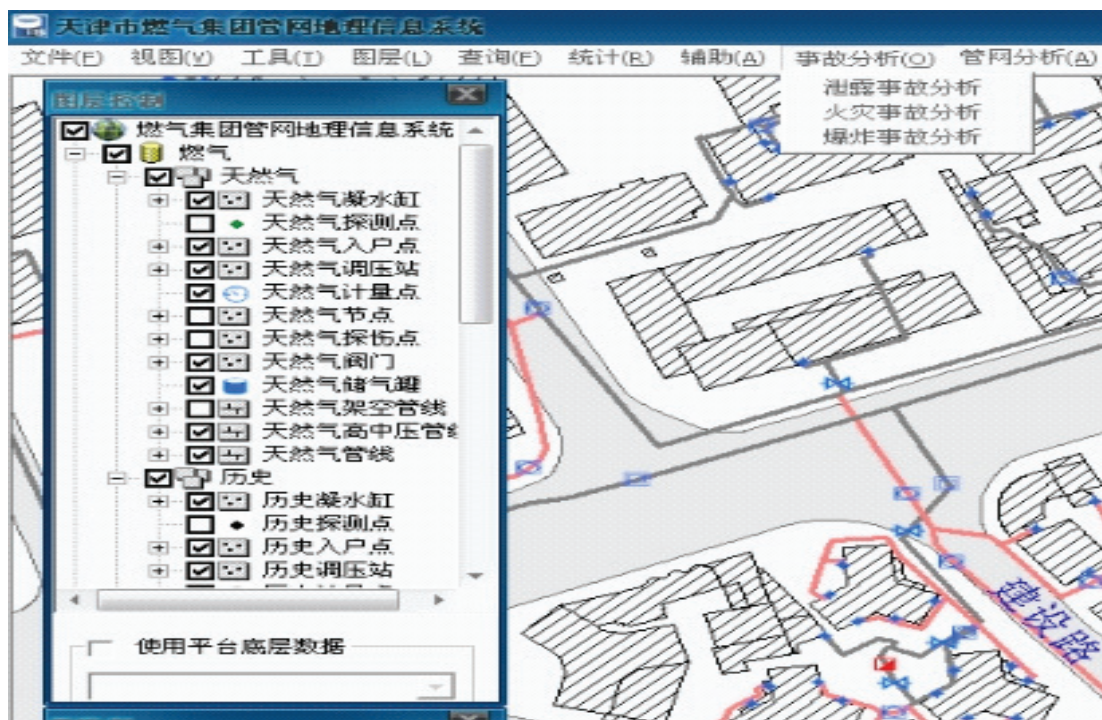 天津市燃气集团管网地理信息系统
文件(F) 视图(V) 工具(T) 图层(L) 查询(F) 统计(R) 辅助(A) 事故分析(O) 管网分析(A)
泄露事故分析
火灾事故分析
爆炸事故分析
图层控制
燃气集团管网地理信息系统
燃气
天然气
天然气凝水缸
天然气探测点
天然气入户点
天然气调压站
天然气计量点
天然气节点
天然气探伤点
天然气阀门
天然气储气罐
天然气架空管线
天然气高中压管线
天然气管线
历史
历史凝水缸
历史探测点
历史入户点
历史调压站
使用平台底层数据
建设路